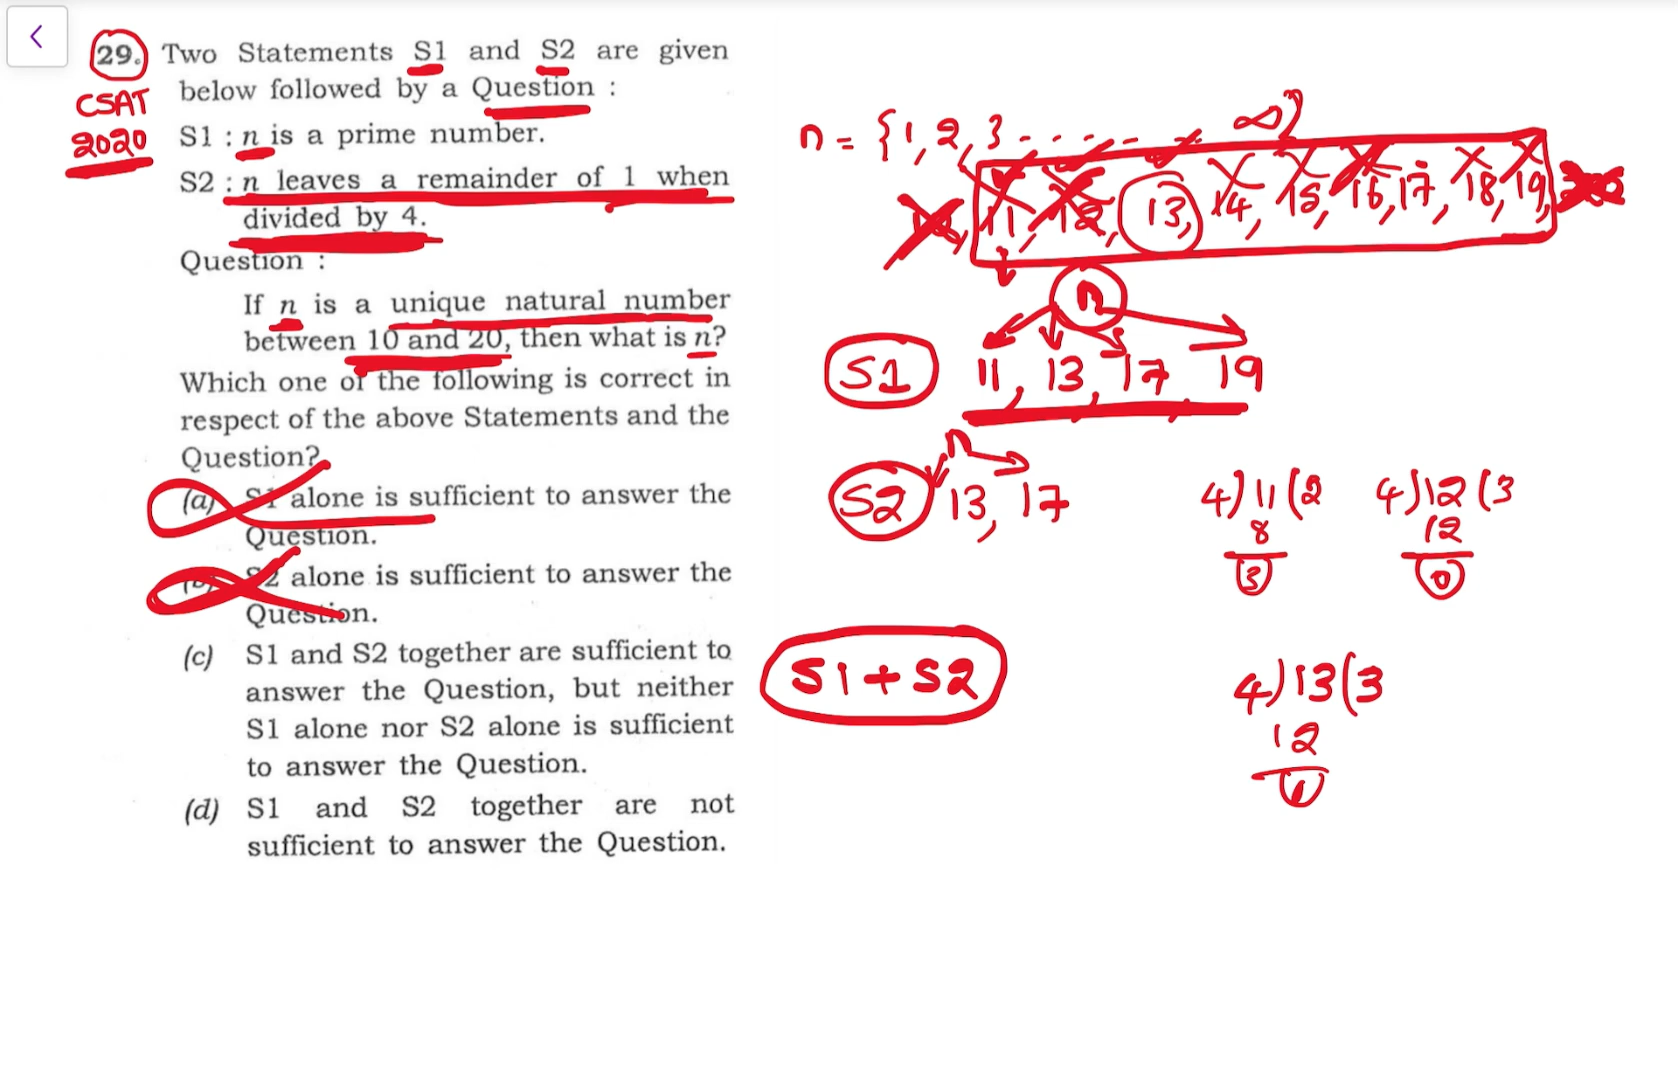 29. Two Statements S1 and S2 are given
below followed by a Question :
CSAT
2020
S1 : n is a prime number.
S2 : n leaves a remainder of 1 when
divided by 4.
Question :
If n is a unique natural number
between 10 and 20, then what is n?
Which one of the following is correct in
respect of the above Statements and the
Question?
(a) S1 alone is sufficient to answer the
Question.
(b) S2 alone is sufficient to answer the
Question.
(c) S1 and S2 together are sufficient to
answer the Question, but neither
S1 alone nor S2 alone is sufficient
to answer the Question.
(d) S1 and S2 together are not
sufficient to answer the Question.
n = {1, 2, 3 - - - - - ∞}
11, 12, 13, 14, 15, 16, 17, 18, 19,
n
S1 11, 13, 17 19
n
S2 13, 17
4) 11 (2
8
3
4) 12 (3
12
0
S1 + S2
4) 13 (3
12
1